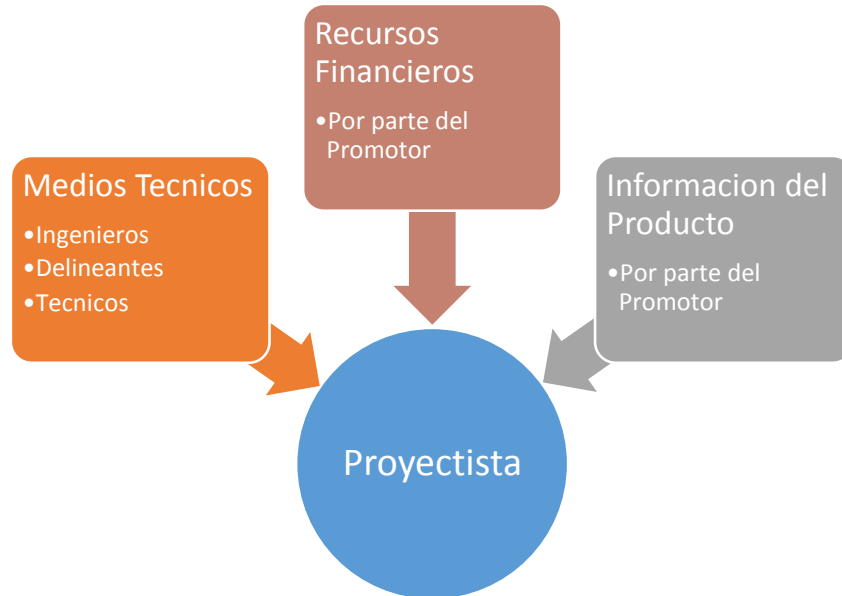 Recursos
Financieros
•Por parte del
Promotor
Medios Tecnicos
•Ingenieros
•Delineantes
•Tecnicos
Informacion del
Producto
•Por parte del
Promotor
Proyectista